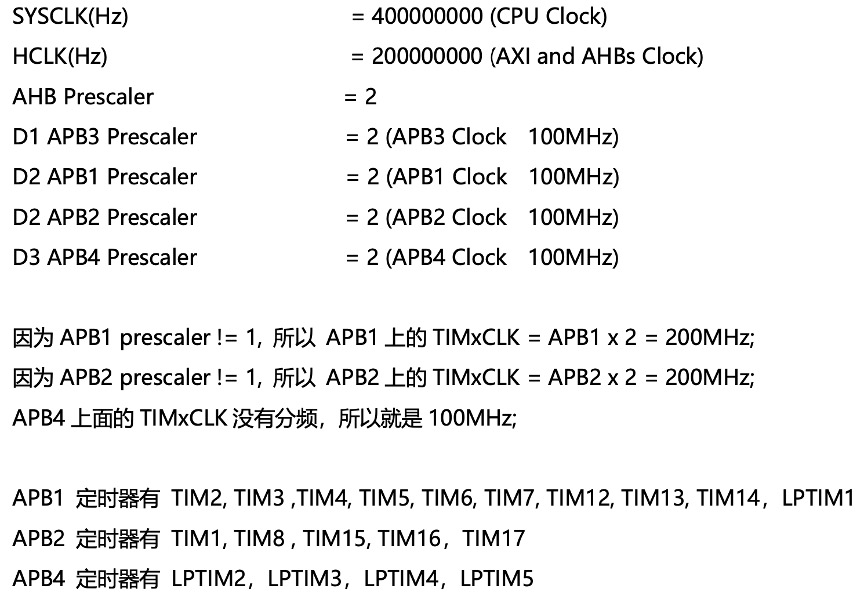 SYSCLK(Hz) = 400000000 (CPU Clock)
HCLK(Hz) = 200000000 (AXI and AHBs Clock)
AHB Prescaler = 2
D1 APB3 Prescaler = 2 (APB3 Clock 100MHz)
D2 APB1 Prescaler = 2 (APB1 Clock 100MHz)
D2 APB2 Prescaler = 2 (APB2 Clock 100MHz)
D3 APB4 Prescaler = 2 (APB4 Clock 100MHz)
因为 APB1 prescaler != 1, 所以 APB1 上的 TIMxCLK = APB1 x 2 = 200MHz;
因为 APB2 prescaler != 1, 所以 APB2 上的 TIMxCLK = APB2 x 2 = 200MHz;
APB4 上面的 TIMxCLK 没有分频，所以就是 100MHz;
APB1 定时器有 TIM2, TIM3 ,TIM4, TIM5, TIM6, TIM7, TIM12, TIM13, TIM14，LPTIM1
APB2 定时器有 TIM1, TIM8 , TIM15, TIM16，TIM17
APB4 定时器有 LPTIM2，LPTIM3，LPTIM4，LPTIM5